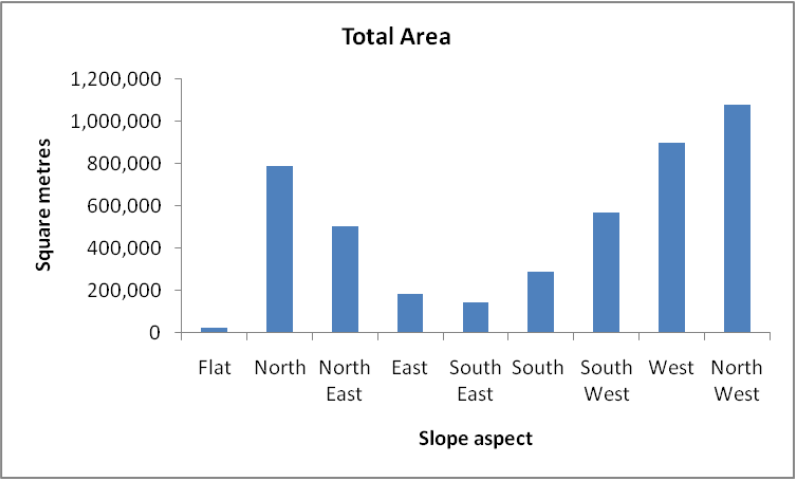 Total Area
Square metres
1,200,000
1,000,000
800,000
600,000
400,000
200,000
0
Flat North North East South South South West North
East East West West
Slope aspect